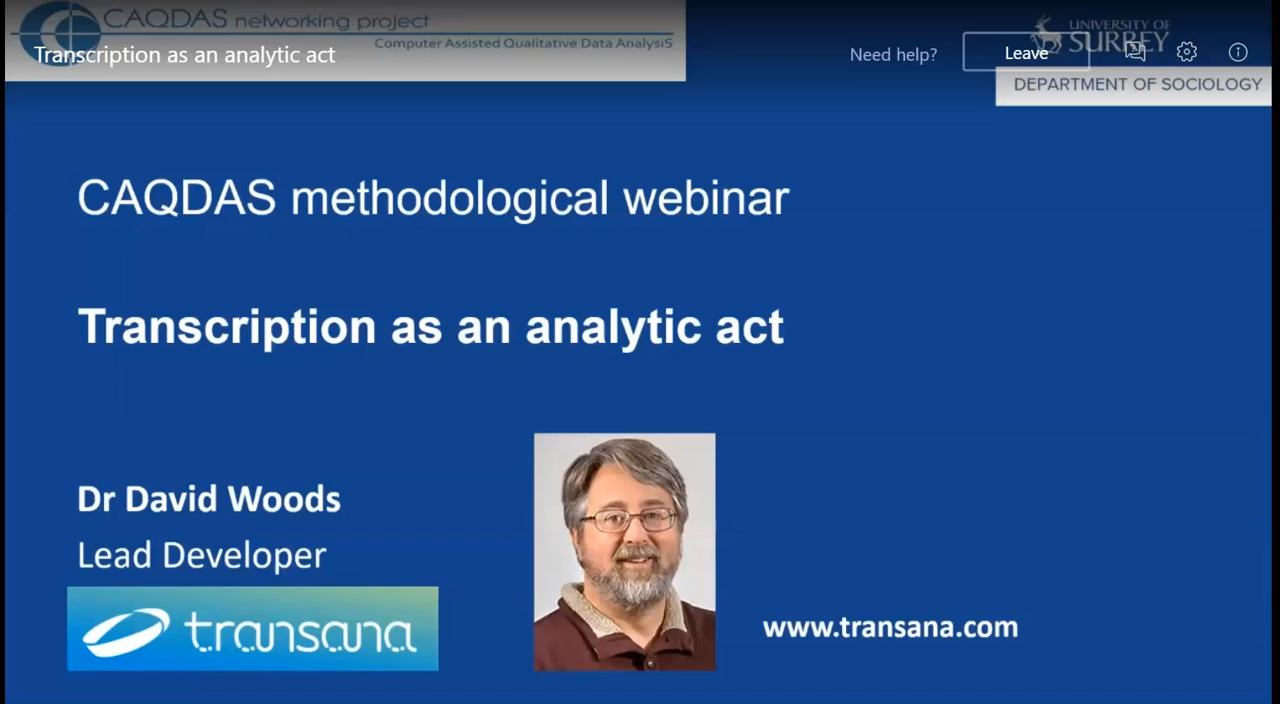 CAQDAS networking project
Computer Assisted Qualitative Data AnalysiS
Transcription as an analytic act
Need help?
Leave
UNIVERSITY OF
SURREY
DEPARTMENT OF SOCIOLOGY
CAQDAS methodological webinar
Transcription as an analytic act
Dr David Woods
Lead Developer
transana
www.transana.com